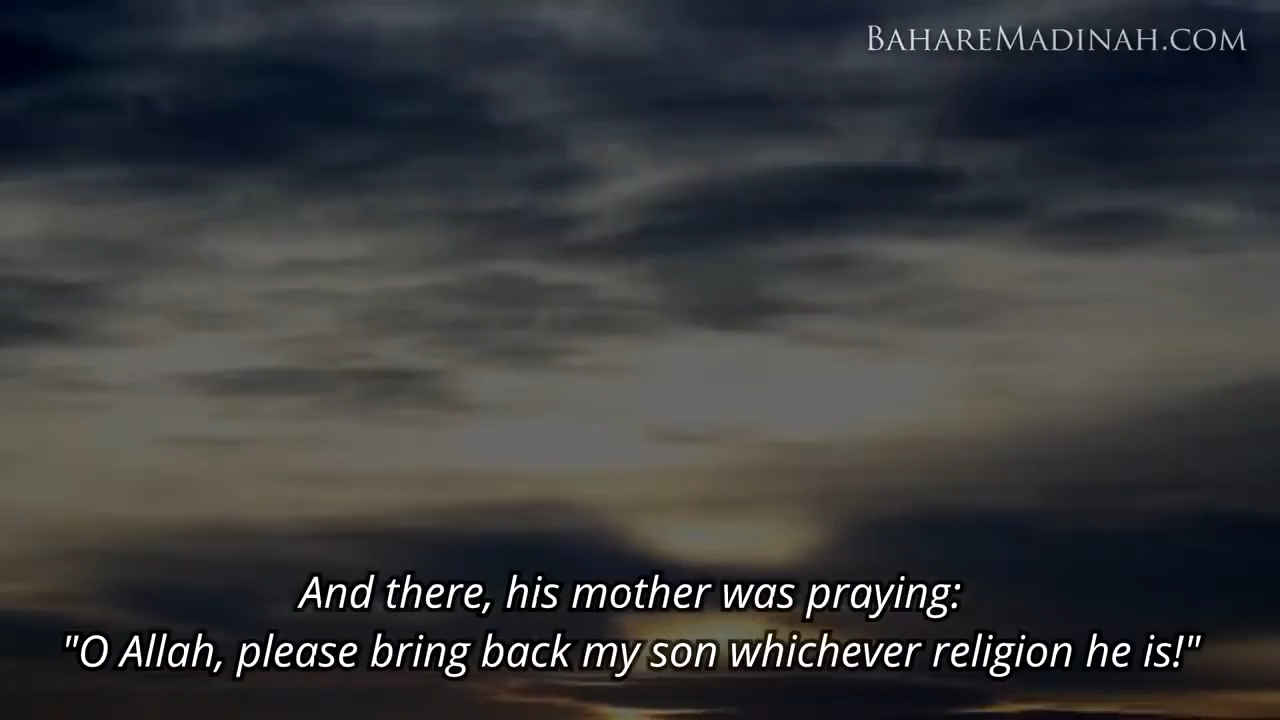 BAHAREMADINAH.COM
And there, his mother was praying:
"O Allah, please bring back my son whichever religion he is!"